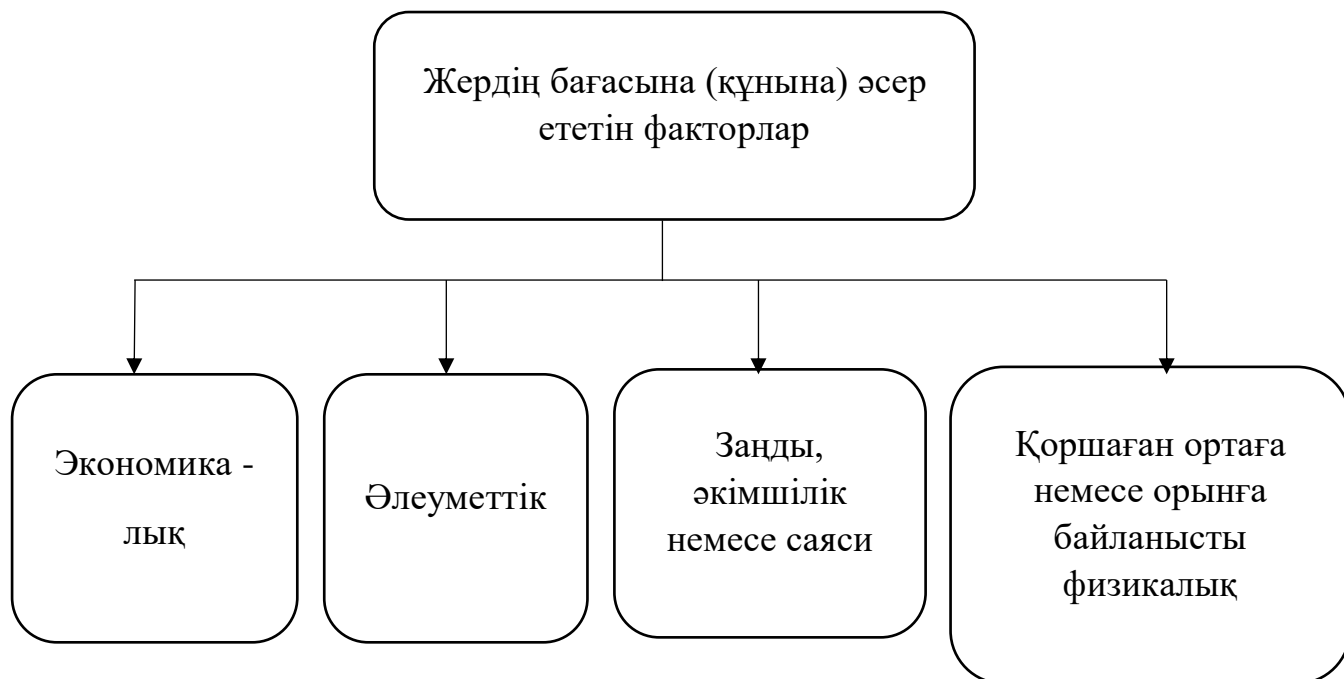 Жердің бағасына (құнына) әсер
ететін факторлар
Экономика -
лық
Әлеуметтік
Заңды,
әкімшілік
немесе саяси
Қоршаған ортаға
немесе орынға
байланысты
физикалық